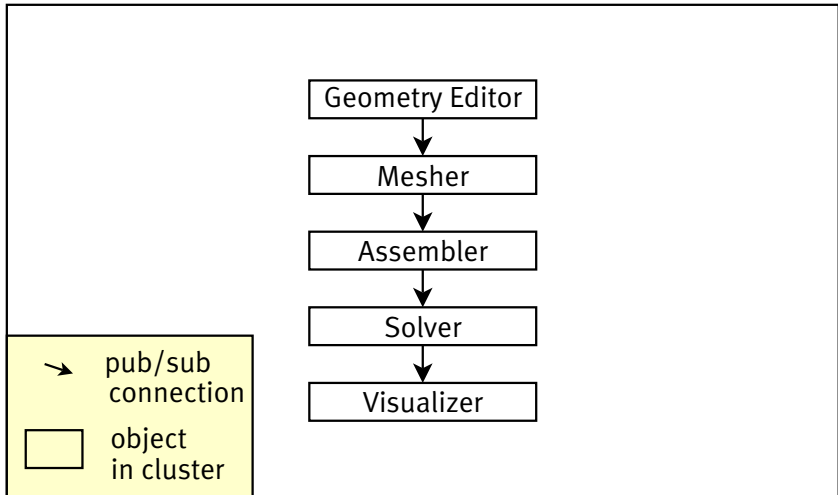 Geometry Editor
Mesher
Assembler
Solver
Visualizer
pub/sub
connection
object
in cluster